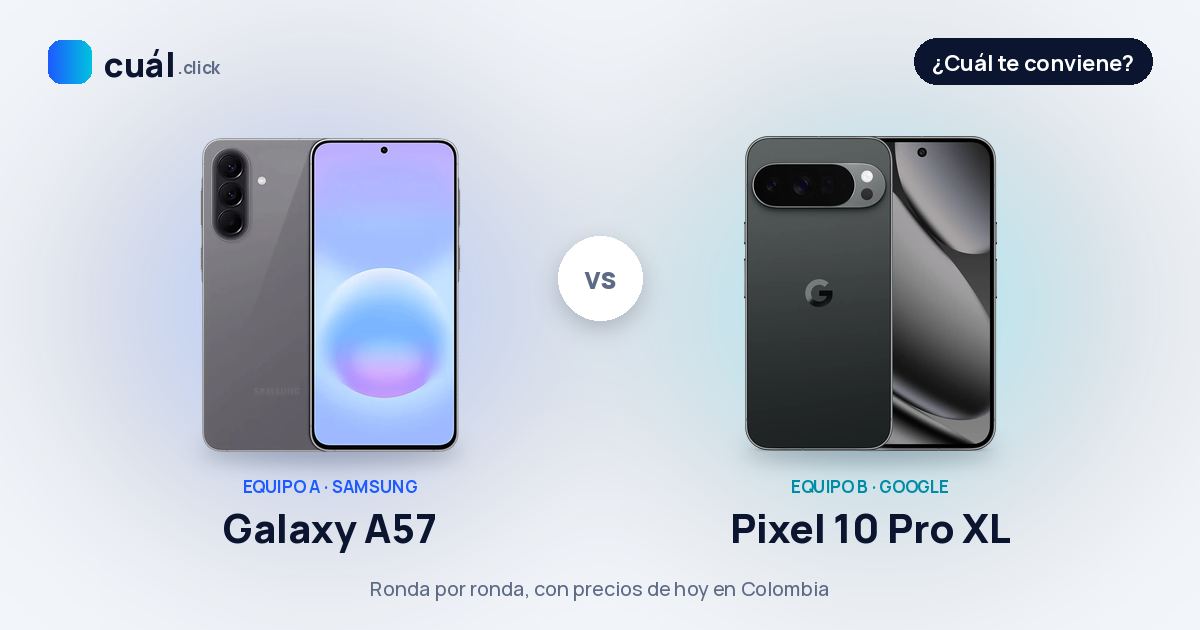 cuál.click
¿Cuál te conviene?
SAMSUNG
G
VS
EQUIPO A · SAMSUNG
EQUIPO B · GOOGLE
Galaxy A57
Pixel 10 Pro XL
Ronda por ronda, con precios de hoy en Colombia